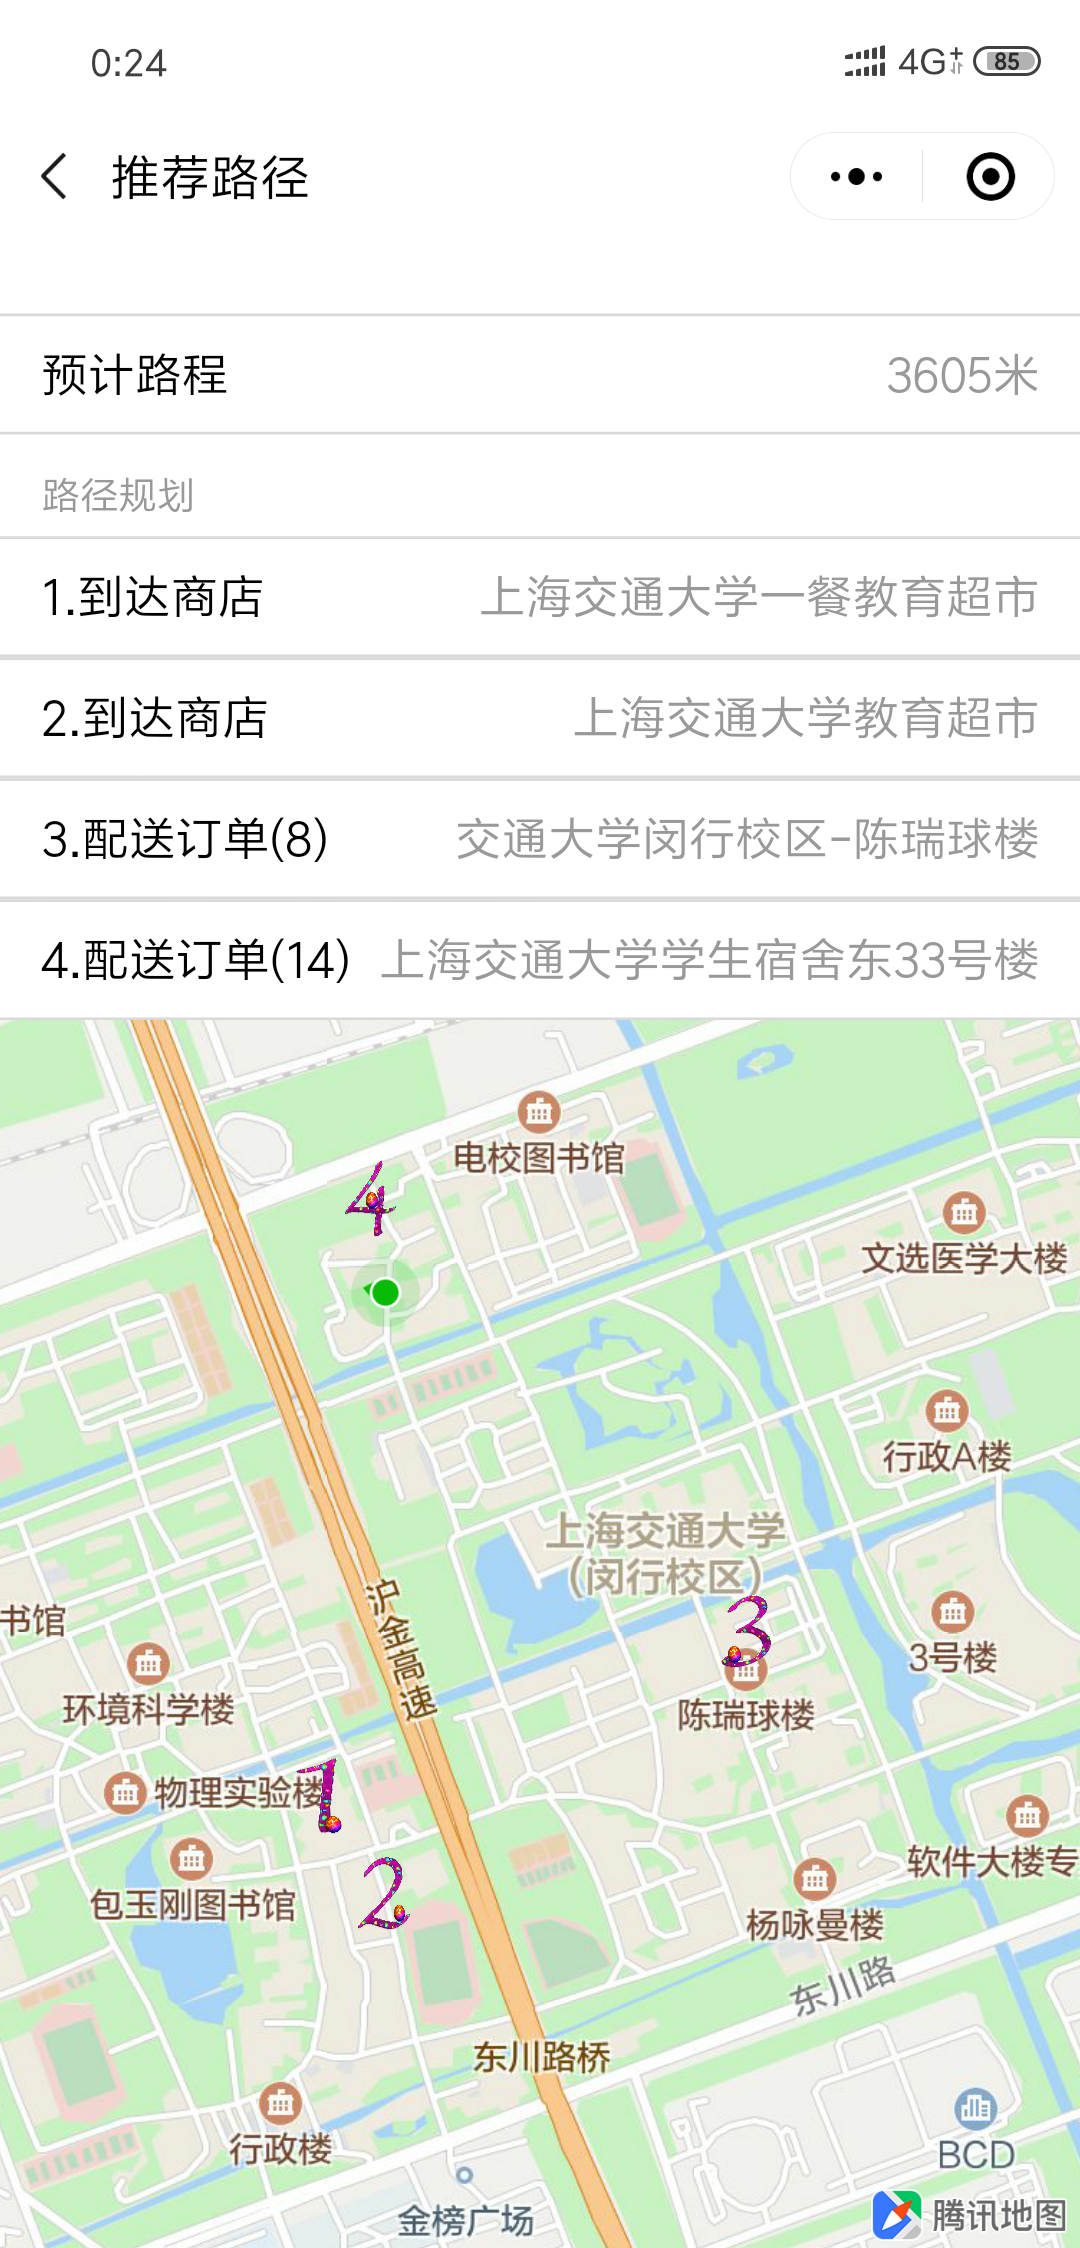 0:24
4G+ 85
推荐路径
预计路程 3605米
路径规划
1.到达商店 上海交通大学一餐教育超市
2.到达商店 上海交通大学教育超市
3.配送订单(8) 交通大学闵行校区-陈瑞球楼
4.配送订单(14) 上海交通大学学生宿舍东33号楼
电校图书馆
4
文选医学大楼
行政A楼
上海交通大学
(闵行校区)
沪金高速
3
书馆
3号楼
环境科学楼
陈瑞球楼
1
物理实验楼
2
软件大楼专
包玉刚图书馆
杨咏曼楼
东川路
东川路桥
行政楼
BCD
金榜广场
腾讯地图